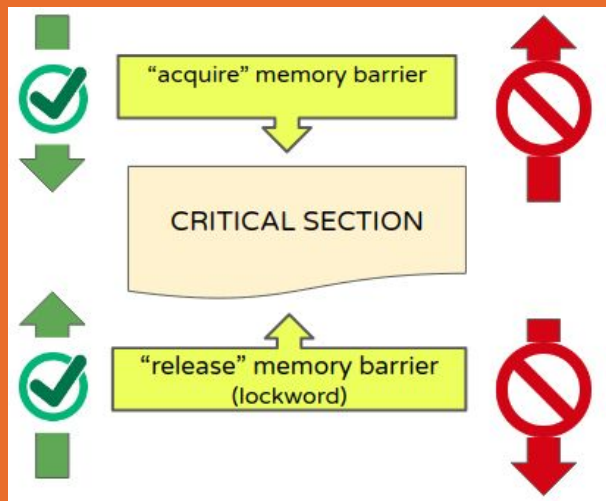 “acquire” memory barrier
CRITICAL SECTION
“release” memory barrier
(lockword)